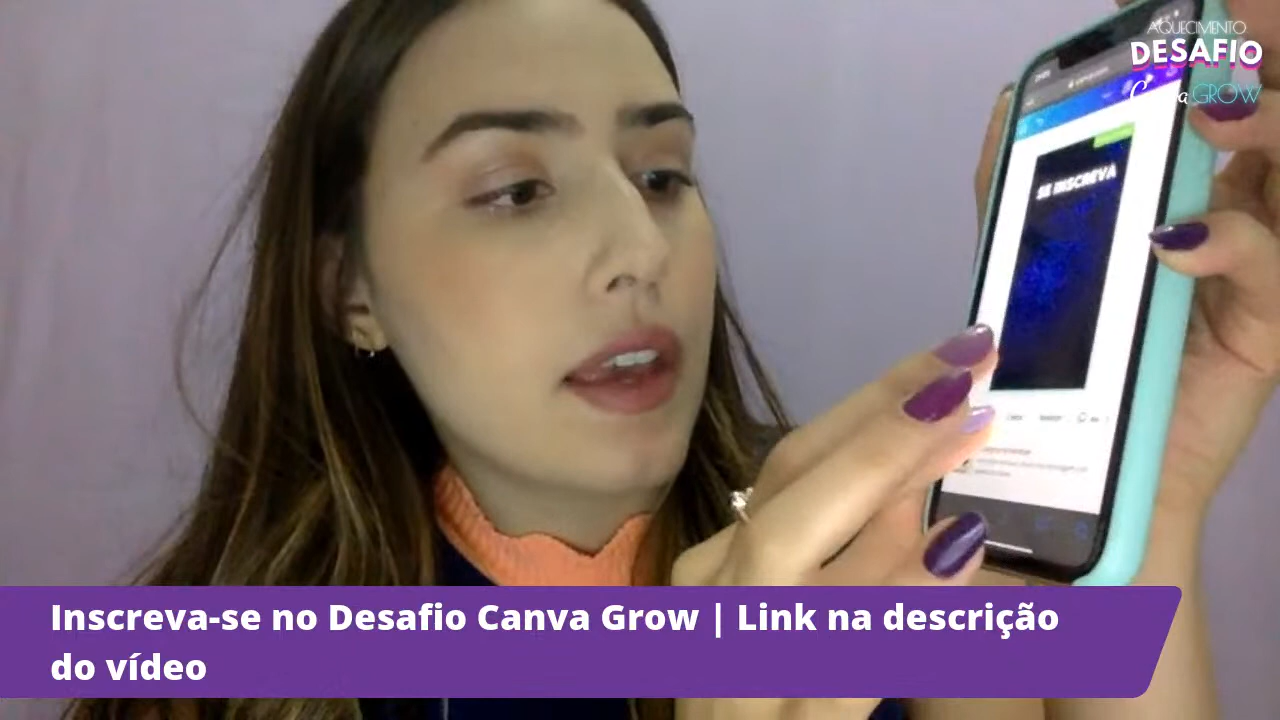 AQUECIMENTO
DESAFIO
GROW
SE INSCREVA
Inscreva-se no Desafio Canva Grow | Link na descrição
do vídeo